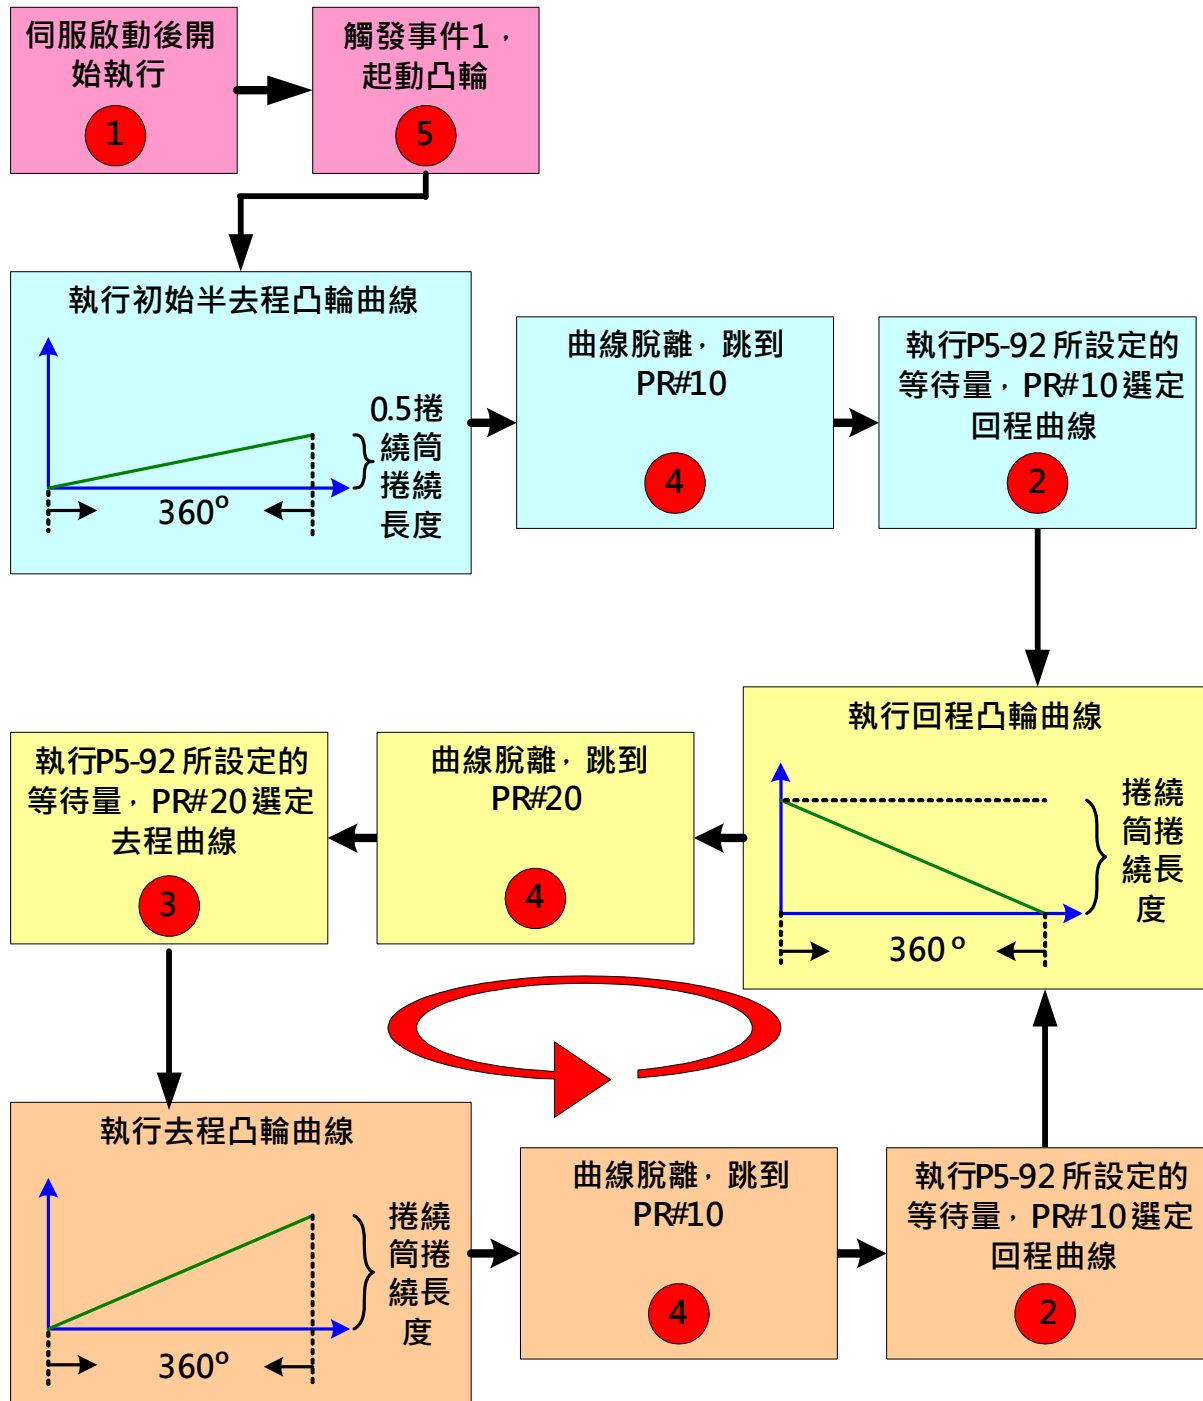 伺服啟動後開
始執行
1
觸發事件1，
起動凸輪
5
執行初始半去程凸輪曲線
0.5捲
繞筒
捲繞
長度
360°
曲線脫離，跳到
PR#10
4
執行P5-92所設定的
等待量，PR#10選定
回程曲線
2
執行回程凸輪曲線
捲繞
筒捲
繞長
度
360°
曲線脫離，跳到
PR#20
4
執行P5-92所設定的
等待量，PR#20選定
去程曲線
3
執行去程凸輪曲線
捲繞
筒捲
繞長
度
360°
曲線脫離，跳到
PR#10
4
執行P5-92所設定的
等待量，PR#10選定
回程曲線
2